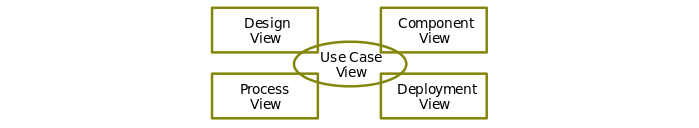 Design
View
Component
View
Use Case
View
Process
View
Deployment
View